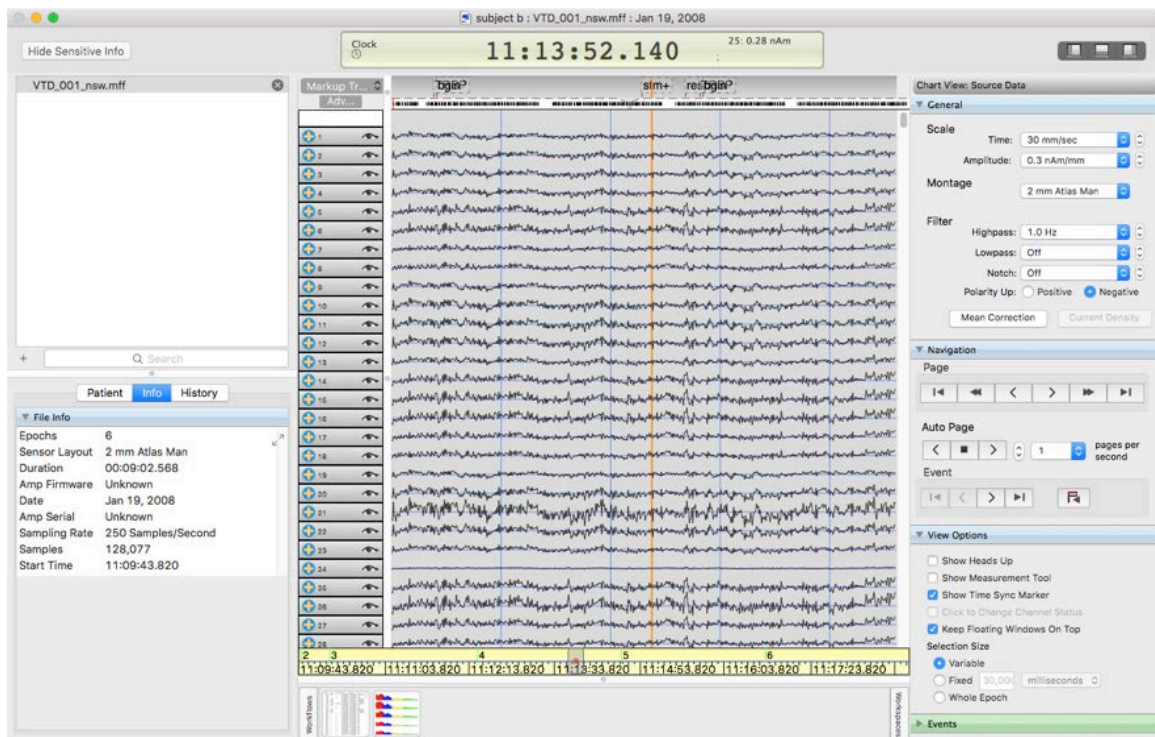 subject b : VTD_001_nsw.mff : Jan 19, 2008
Hide Sensitive Info
Clock
11:13:52.140
25: 0.28 nAm
VTD_001_nsw.mff
+
Search
Patient
Info
History
File Info
Epochs 6
Sensor Layout 2 mm Atlas Man
Duration 00:09:02.568
Amp Firmware Unknown
Date Jan 19, 2008
Amp Serial Unknown
Sampling Rate 250 Samples/Second
Samples 128,077
Start Time 11:09:43.820
Markup Tr...
Adv...
stm+
1
2
3
4
5
6
7
8
9
10
11
12
13
14
15
16
17
18
19
20
21
22
23
24
25
26
27
28
2 3 4 5 6
11:09:43.820 11:11:03.820 11:12:13.820 11:13:33.820 11:14:53.820 11:16:03.820 11:17:23.820
Workflows
Workspaces
Chart View: Source Data
General
Scale
Time: 30 mm/sec
Amplitude: 0.3 nAm/mm
Montage
2 mm Atlas Man
Filter
Highpass: 1.0 Hz
Lowpass: Off
Notch: Off
Polarity Up: Positive Negative
Mean Correction
Current Density
Navigation
Page
Auto Page
1 pages per second
Event
View Options
Show Heads Up
Show Measurement Tool
Show Time Sync Marker
Click to Change Channel Status
Keep Floating Windows On Top
Selection Size
Variable
Fixed 30,00 milliseconds
Whole Epoch
Events